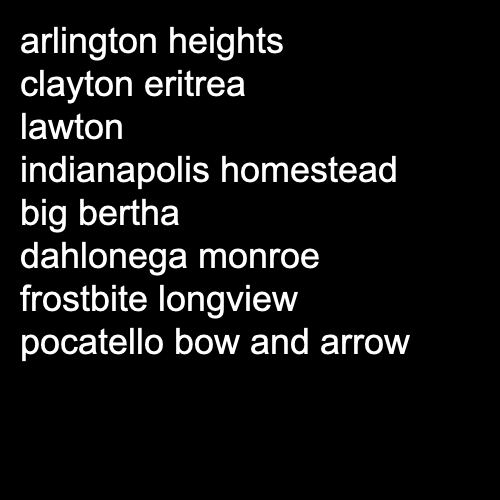 arlington heights
clayton eritrea
lawton
indianapolis homestead
big bertha
dahlonega monroe
frostbite longview
pocatello bow and arrow